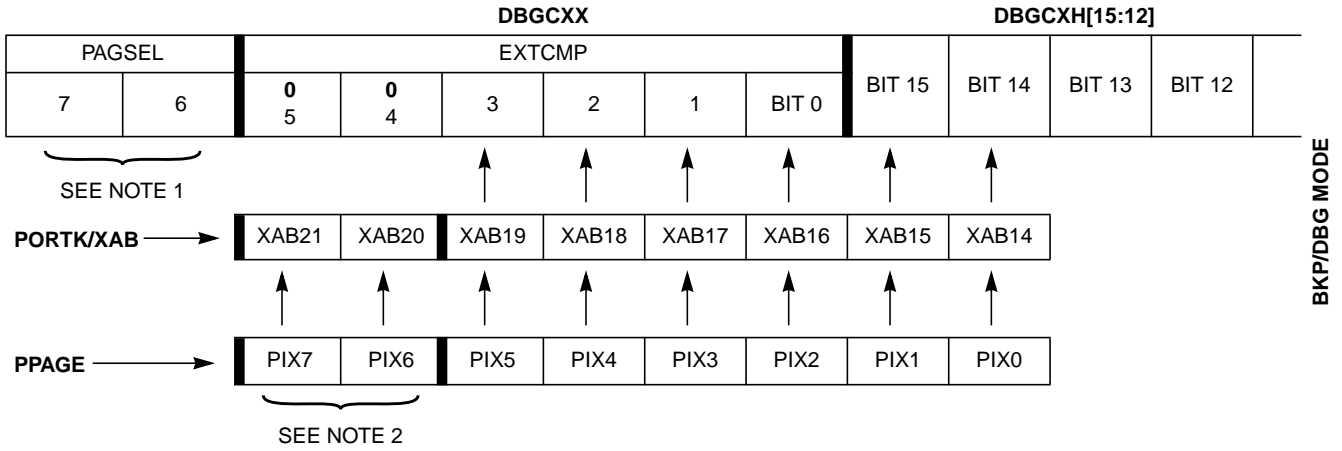 DBGCXX DBGCXH[15:12]
PAGSEL EXTCMP
0 0
7 6 5 4 3 2 1 BIT 0 BIT 15 BIT 14 BIT 13 BIT 12
SEE NOTE 1
PORTK/XAB XAB21 XAB20 XAB19 XAB18 XAB17 XAB16 XAB15 XAB14
PPAGE PIX7 PIX6 PIX5 PIX4 PIX3 PIX2 PIX1 PIX0
SEE NOTE 2
BKP/DBG MODE